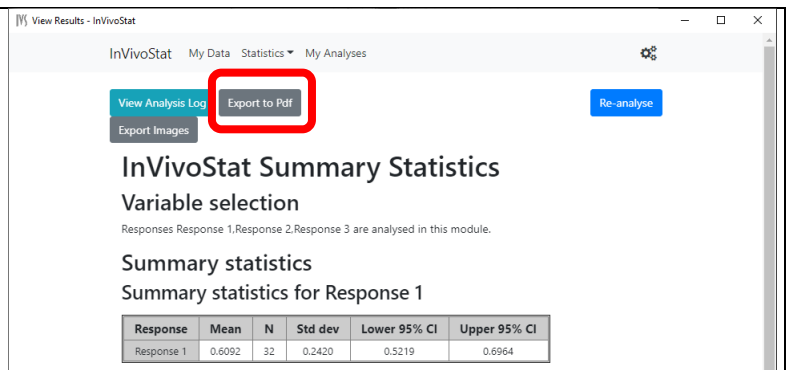 View Results - InVivoStat
InVivoStat My Data Statistics My Analyses
View Analysis Log Export to Pdf Re-analyse
Export Images
InVivoStat Summary Statistics
Variable selection
Responses Response 1,Response 2,Response 3 are analysed in this module.
Summary statistics
Summary statistics for Response 1
Response Mean N Std dev Lower 95% CI Upper 95% CI
Response 1 0.6092 32 0.2420 0.5219 0.6964